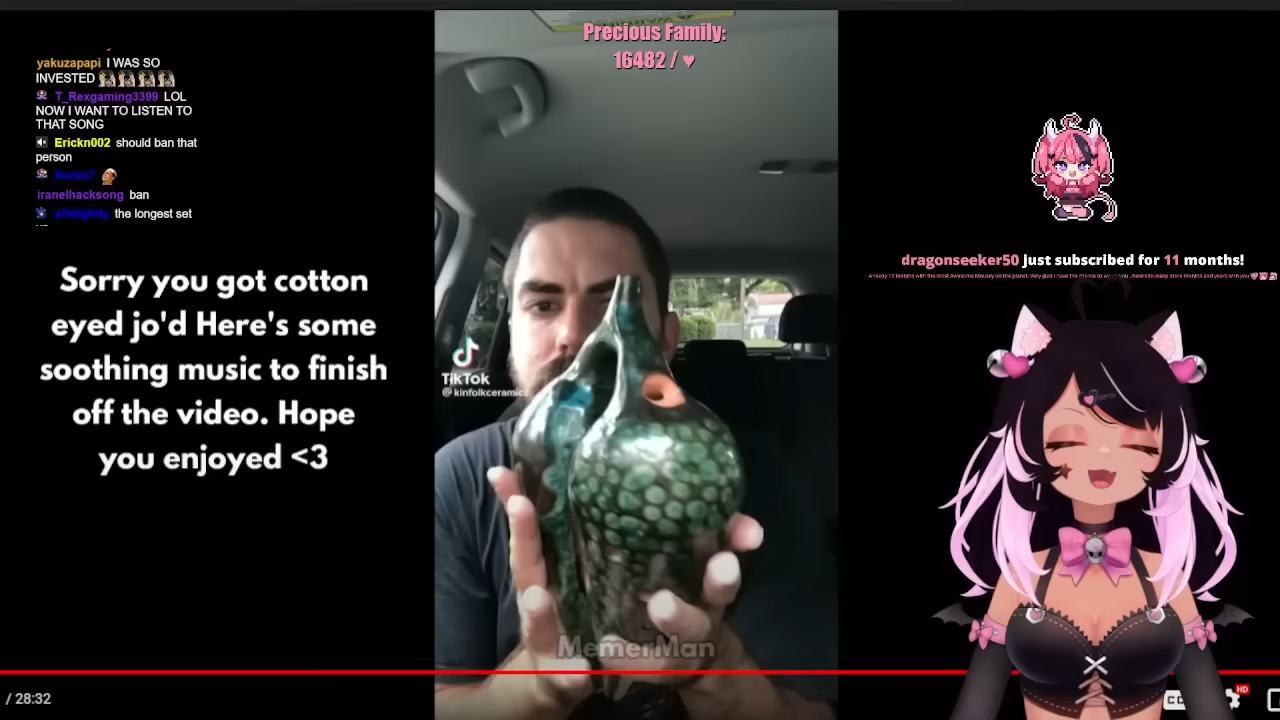 Precious Family:
16482 / ♥
yakuzapapi I WAS SO
INVESTED
T_Rexgaming3399 LOL
NOW I WANT TO LISTEN TO
THAT SONG
Erickn002 should ban that
person
iranelhacksong ban
the longest set
Sorry you got cotton
eyed jo'd Here's some
soothing music to finish
off the video. Hope
you enjoyed <3
TikTok
@kinfolkceramics
MemerMan
dragonseeker50 just subscribed for 11 months!
/ 28:32
CC
HD